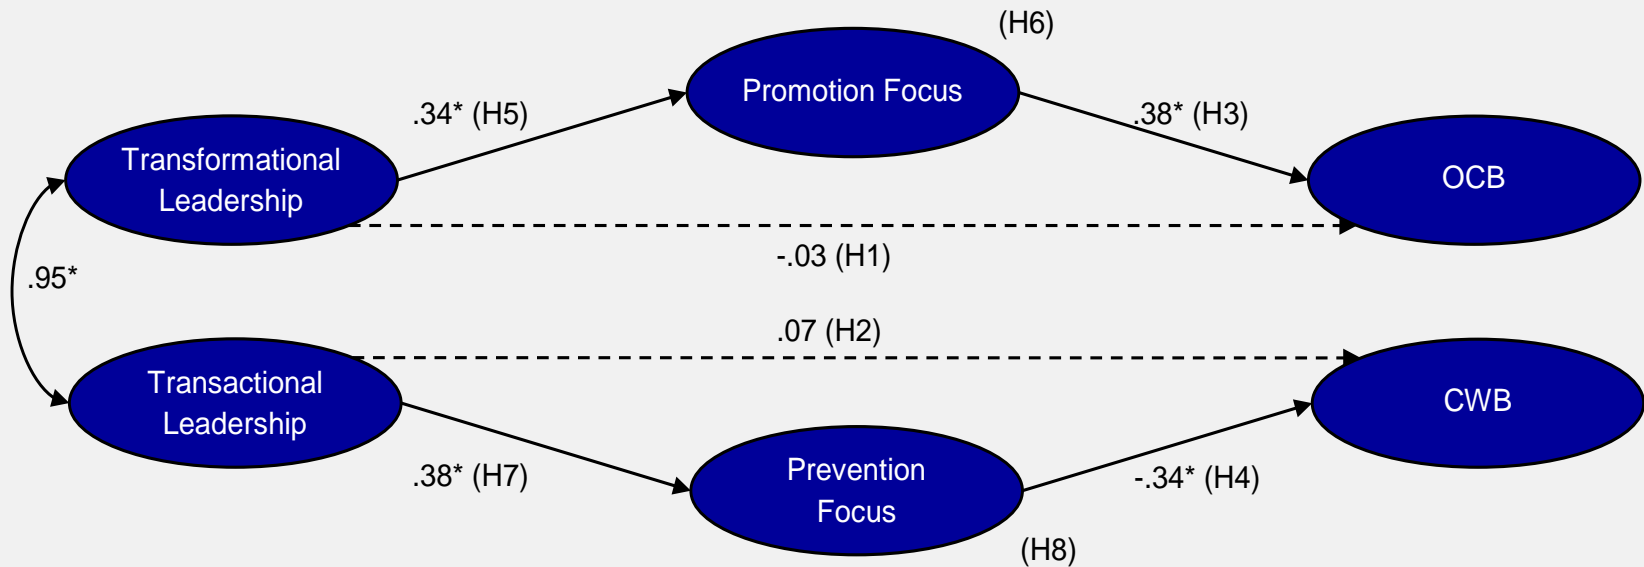 (H6)
Promotion Focus
.34* (H5)
.38* (H3)
Transformational
Leadership
OCB
-.03 (H1)
.95*
.07 (H2)
Transactional
Leadership
CWB
.38* (H7)
Prevention
Focus
-.34* (H4)
(H8)